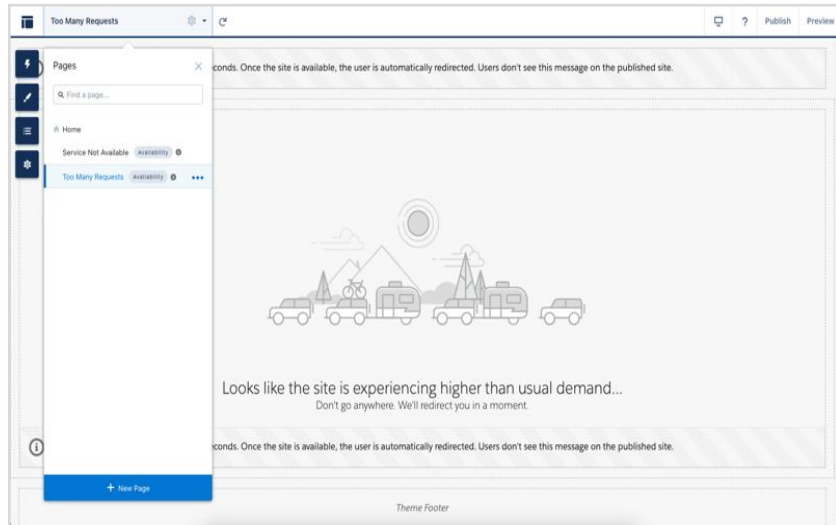 Too Many Requests
? Publish Preview
Pages
conds. Once the site is available, the user is automatically redirected. Users don't see this message on the published site.
Find a page...
Home
Service Not Available Availability
Too Many Requests Availability
Looks like the site is experiencing higher than usual demand...
Don't go anywhere. We'll redirect you in a moment.
conds. Once the site is available, the user is automatically redirected. Users don't see this message on the published site.
+ New Page
Theme Footer